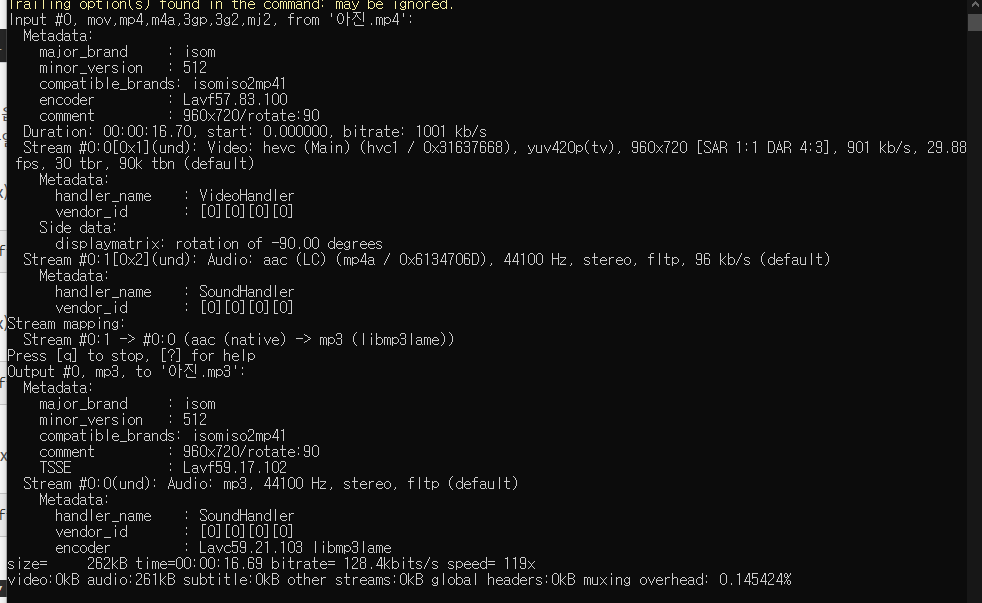 Trailing option(s) found in the command: may be ignored.
Input #0, mov,mp4,m4a,3gp,3g2,mj2, from '아진.mp4':
  Metadata:
    major_brand     : isom
    minor_version   : 512
    compatible_brands: isomiso2mp41
    encoder         : Lavf57.83.100
    comment         : 960x720/rotate:90
  Duration: 00:00:16.70, start: 0.000000, bitrate: 1001 kb/s
  Stream #0:0[0x1](und): Video: hevc (Main) (hvc1 / 0x31637668), yuv420p(tv), 960x720 [SAR 1:1 DAR 4:3], 901 kb/s, 29.88
 fps, 30 tbr, 90k tbn (default)
    Metadata:
      handler_name    : VideoHandler
      vendor_id       : [0][0][0][0]
    Side data:
      displaymatrix: rotation of -90.00 degrees
  Stream #0:1[0x2](und): Audio: aac (LC) (mp4a / 0x6134706D), 44100 Hz, stereo, fltp, 96 kb/s (default)
    Metadata:
      handler_name    : SoundHandler
      vendor_id       : [0][0][0][0]
Stream mapping:
  Stream #0:1 -> #0:0 (aac (native) -> mp3 (libmp3lame))
Press [q] to stop, [?] for help
Output #0, mp3, to '아진.mp3':
  Metadata:
    major_brand     : isom
    minor_version   : 512
    compatible_brands: isomiso2mp41
    comment         : 960x720/rotate:90
    TSSE            : Lavf59.17.102
  Stream #0:0(und): Audio: mp3, 44100 Hz, stereo, fltp (default)
    Metadata:
      handler_name    : SoundHandler
      vendor_id       : [0][0][0][0]
      encoder         : Lavc59.21.103 libmp3lame
size=     262kB time=00:00:16.69 bitrate= 128.4kbits/s speed= 119x
video:0kB audio:261kB subtitle:0kB other streams:0kB global headers:0kB muxing overhead: 0.145424%